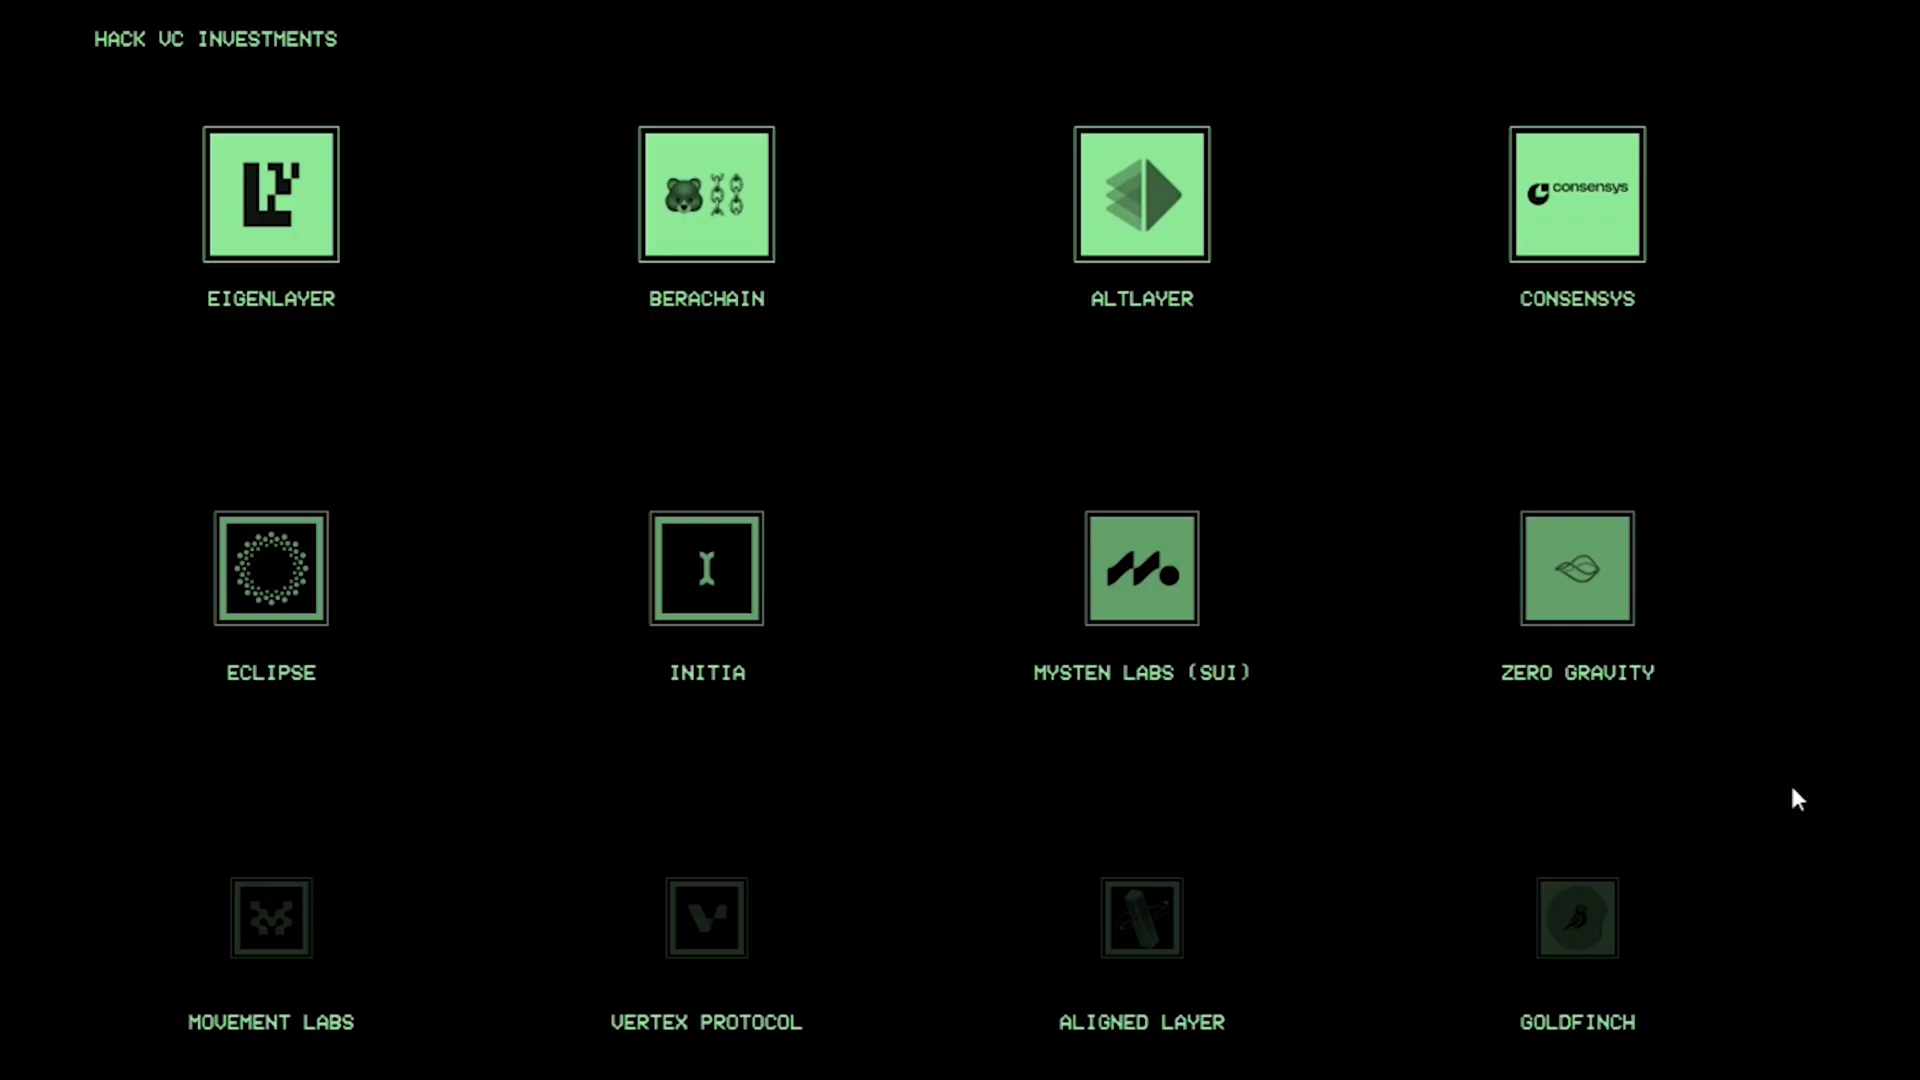 HACK VC INVESTMENTS
consensys
EIGENLAYER
BERACHAIN
ALTLAYER
CONSENSYS
ECLIPSE
INITIA
MYSTEN LABS (SUI)
ZERO GRAVITY
MOVEMENT LABS
VERTEX PROTOCOL
ALIGNED LAYER
GOLDFINCH